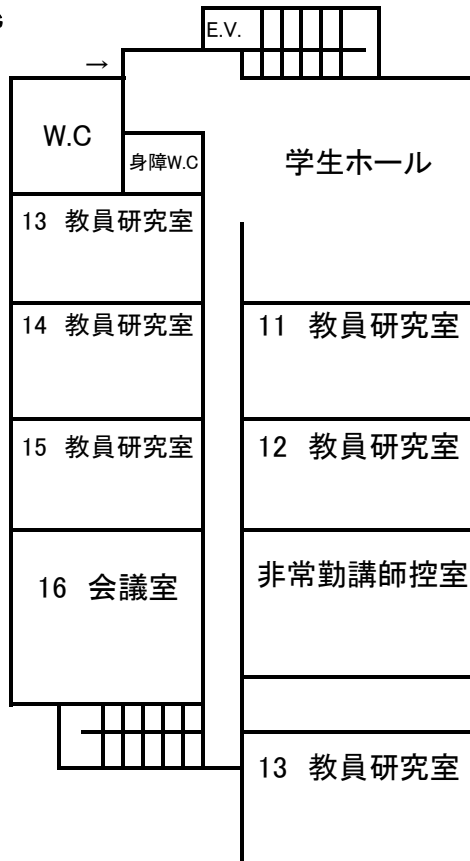 E.V.
→
W.C
身障W.C
学生ホール
13 教員研究室
14 教員研究室
11 教員研究室
15 教員研究室
12 教員研究室
16 会議室
非常勤講師控室
13 教員研究室